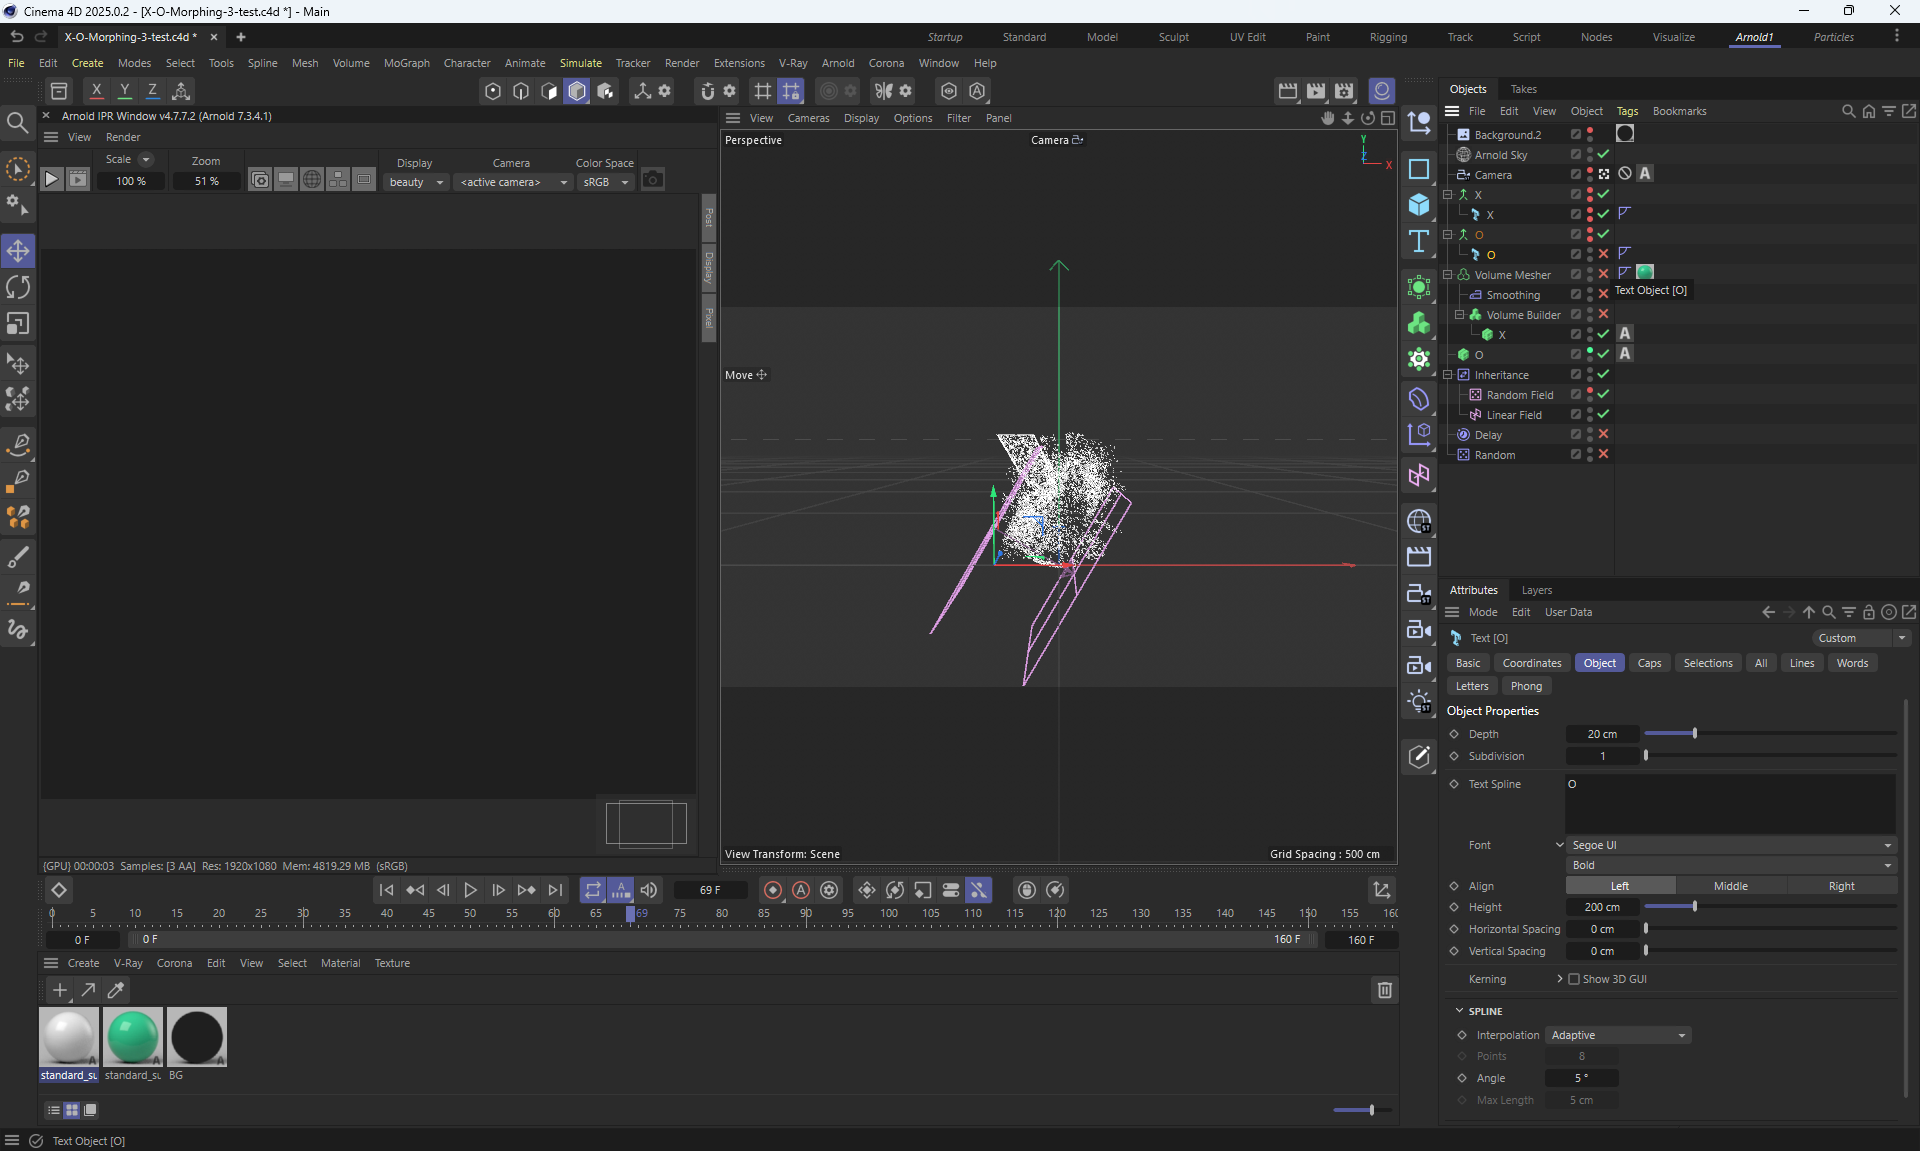 Cinema 4D 2025.0.2 - [X-O-Morphing-3-test.c4d *] - Main
X-O-Morphing-3-test.c4d *
Startup Standard Model Sculpt UV Edit Paint Rigging Track Script Nodes Visualize Arnold1 Particles
File Edit Create Modes Select Tools Spline Mesh Volume MoGraph Character Animate Simulate Tracker Render Extensions V-Ray Arnold Corona Window Help
X Y Z
Arnold IPR Window v4.7.7.2 (Arnold 7.3.4.1)
View Render
Scale Zoom Display Camera Color Space
100 % 51 % beauty <active camera> sRGB
Post
Display
Pixel
{GPU} 00:00:03 Samples: [3 AA] Res: 1920x1080 Mem: 4819.29 MB (sRGB)
View Cameras Display Options Filter Panel
Perspective
Camera
Y
Z
X
Move
View Transform: Scene
Grid Spacing : 500 cm
Objects Takes
File Edit View Object Tags Bookmarks
Background.2
Arnold Sky
Camera
X
X
O
O
Volume Mesher
Smoothing
Text Object [O]
Volume Builder
X
O
Inheritance
Random Field
Linear Field
Delay
Random
Attributes Layers
Mode Edit User Data
Text [O]
Custom
Basic Coordinates Object Caps Selections All Lines Words
Letters Phong
Object Properties
Depth 20 cm
Subdivision 1
Text Spline O
Font Segoe UI
Bold
Align Left Middle Right
Height 200 cm
Horizontal Spacing 0 cm
Vertical Spacing 0 cm
Kerning Show 3D GUI
SPLINE
Interpolation Adaptive
Points 8
Angle 5 °
Max Length 5 cm
69 F
0 5 10 15 20 25 30 35 40 45 50 55 60 65 69 75 80 85 90 95 100 105 110 115 120 125 130 135 140 145 150 155 160
0 F 0 F 160 F 160 F
Create V-Ray Corona Edit View Select Material Texture
standard_su standard_su BG
Text Object [O]